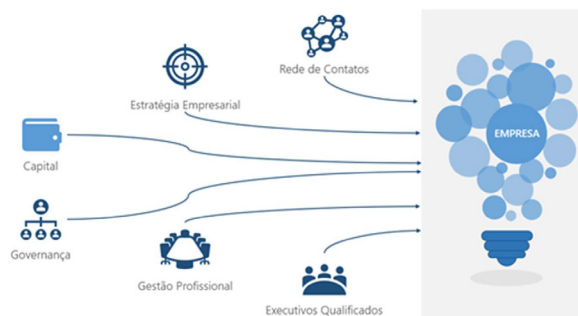 Rede de Contatos
Estratégia Empresarial
EMPRESA
Capital
Governança
Gestão Profissional
Executivos Qualificados